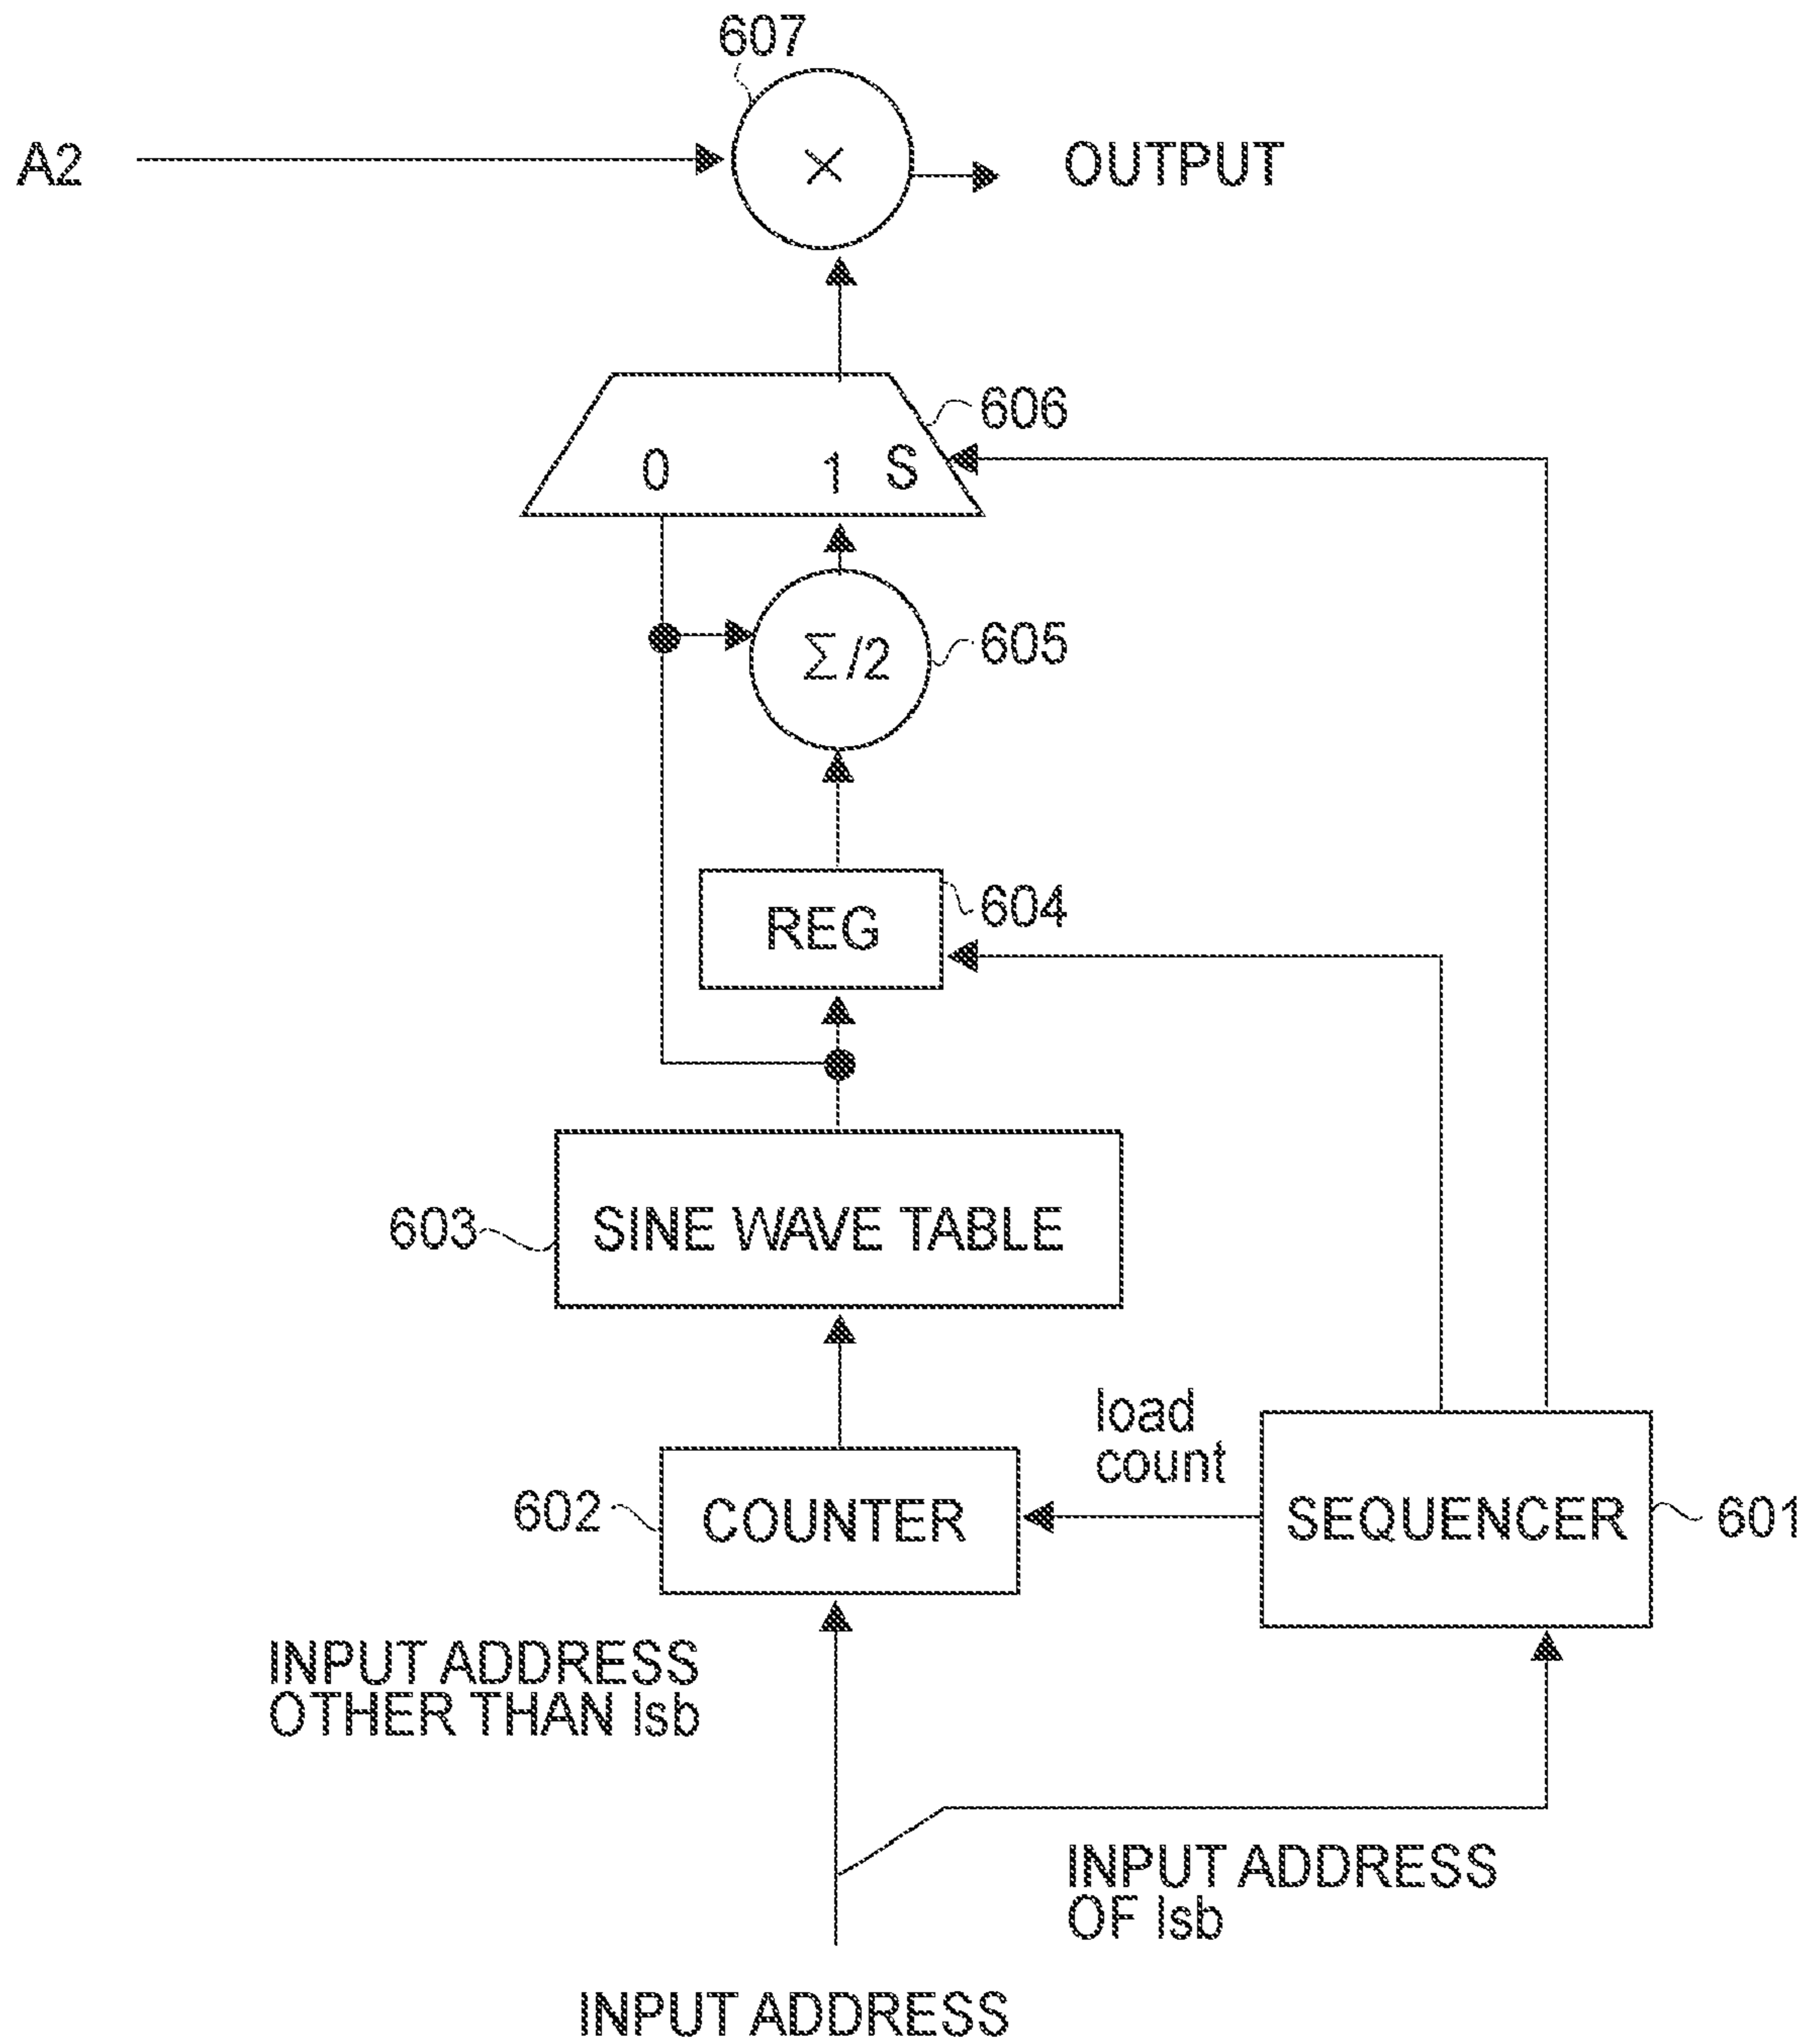 607
A2
×
OUTPUT
606
0 1 S
Σ/2
605
REG
604
603
SINE WAVE TABLE
load
count
602
COUNTER
SEQUENCER
601
INPUT ADDRESS
OTHER THAN lsb
INPUT ADDRESS
OF lsb
INPUT ADDRESS